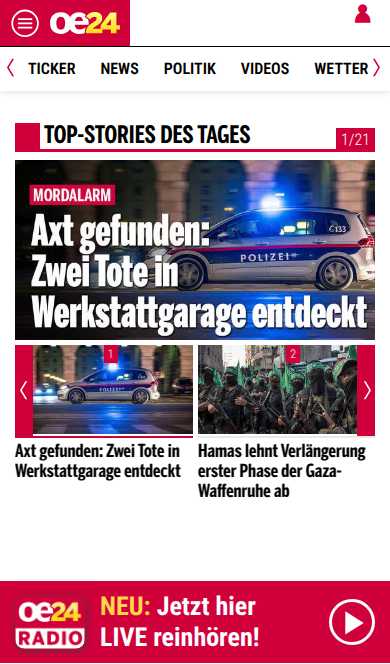 oe24
TICKER NEWS POLITIK VIDEOS WETTER
TOP-STORIES DES TAGES
1/21
MORDALARM
Axt gefunden:
Zwei Tote in
Werkstattgarage entdeckt
POLIZEI
C133
1
2
Axt gefunden: Zwei Tote in
Werkstattgarage entdeckt
Hamas lehnt Verlängerung
erster Phase der Gaza-
Waffenruhe ab
oe24
RADIO
NEU: Jetzt hier
LIVE reinhören!